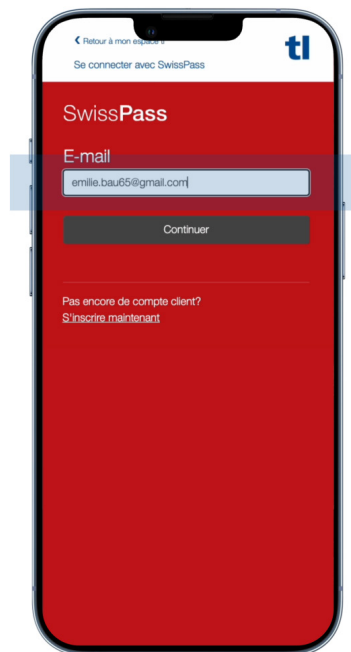 Retour à mon espace tl
tl
Se connecter avec SwissPass
SwissPass
E-mail
emilie.bau65@gmail.com
Continuer
Pas encore de compte client?
S'inscrire maintenant